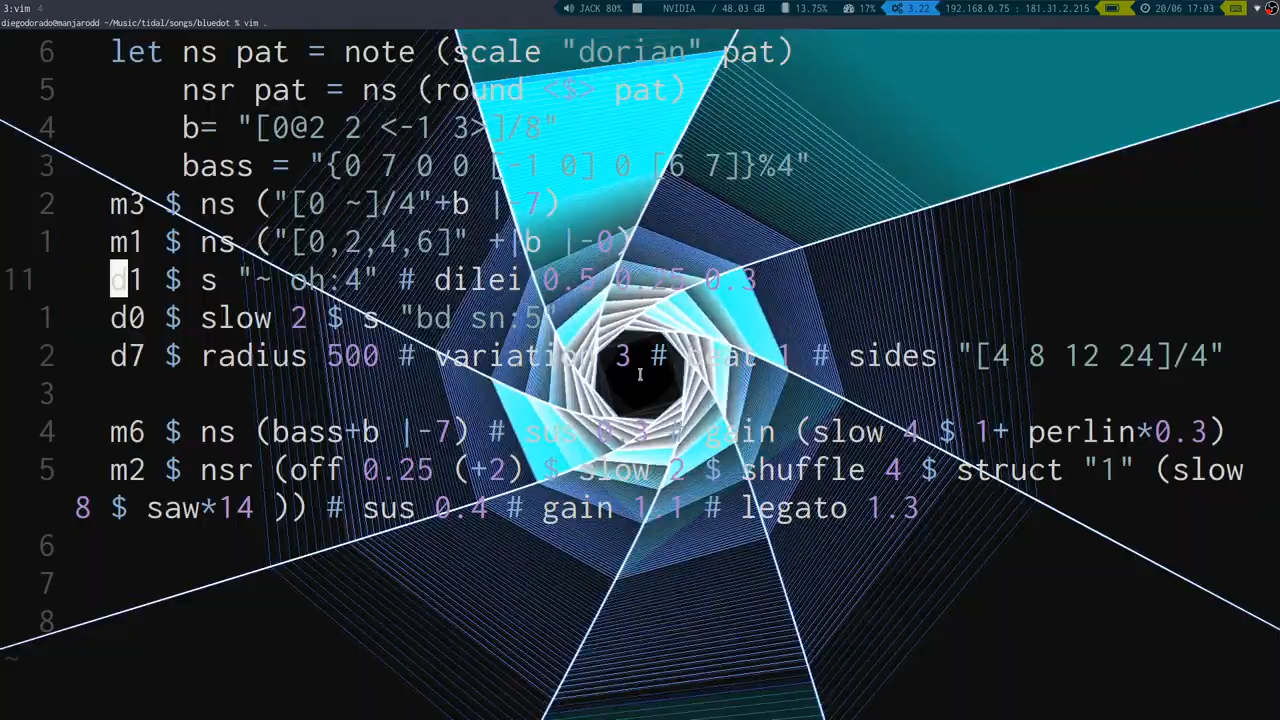 3:vim 4 JACK 80% NVIDIA / 48.03 GB 13.75% 17% 3.22 192.168.0.75 181.31.2.215 20/06 17:03
diegodorado@manjarodd ~/Music/tidal/songs/bluedot % vim .
6 let ns pat = note (scale "dorian" pat)
5 nsr pat = ns (round <$> pat)
4 b= "[0@2 2 <-1 3>]/8"
3 bass = "{0 7 0 0 [-1 0] 0 [6 7]}%4"
2 m3 $ ns ("[0 ~]/4"+b |-7)
1 m1 $ ns ("[0,2,4,6]" +|b |-0)
11 d1 $ s "~ oh:4" # dilei 0.5 0.25 0.3
1 d0 $ slow 2 $ s "bd sn:5"
2 d7 $ radius 500 # variation 3 # 1 # sides "[4 8 12 24]/4"
3
4 m6 $ ns (bass+b |-7) # sus 0.3 # gain (slow 4 $ 1+ perlin*0.3)
5 m2 $ nsr (off 0.25 (+2) $ slow 2 $ shuffle 4 $ struct "1" (slow
8 $ saw*14 )) # sus 0.4 # gain 1.1 # legato 1.3
6
7
8
~